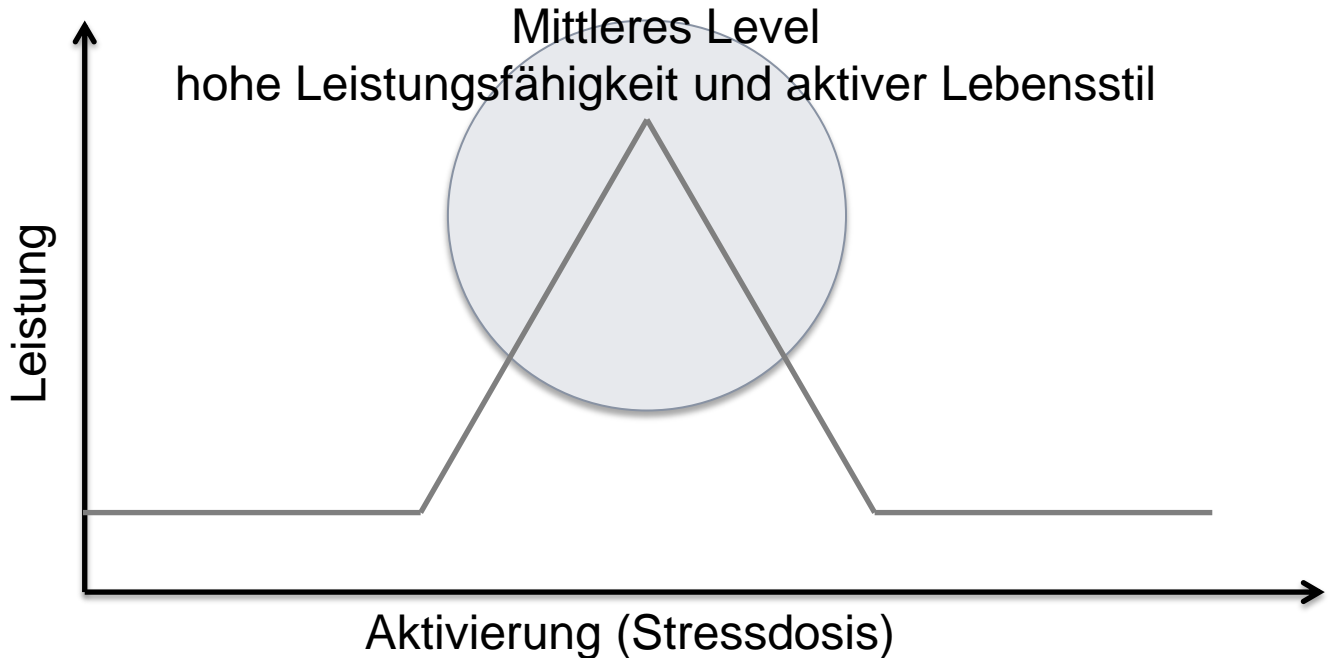 Mittleres Level
hohe Leistungsfähigkeit und aktiver Lebensstil
Leistung
Aktivierung (Stressdosis)